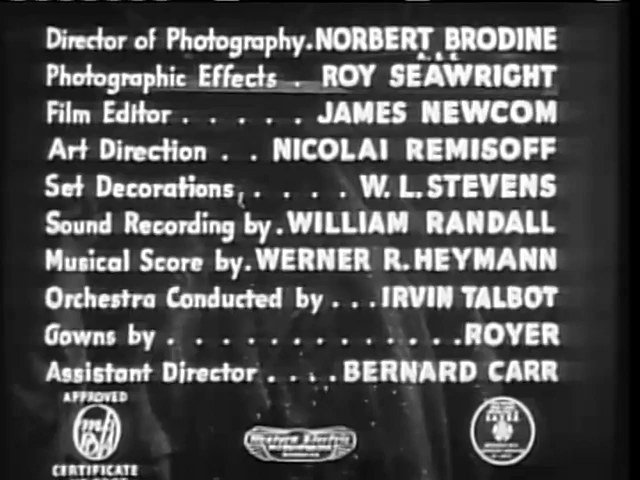 Director of Photography.NORBERT BRODINE
A.S.C
Photographic Effects . ROY SEAWRIGHT
Film Editor . . . . . JAMES NEWCOM
Art Direction . . NICOLAI REMISOFF
Set Decorations, . . . . W. L. STEVENS
Sound Recording by. WILLIAM RANDALL
Musical Score by. WERNER R. HEYMANN
Orchestra Conducted by . . . IRVIN TALBOT
Gowns by . . . . . . . . . . . . . ROYER
Assistant Director . . . . BERNARD CARR
APPROVED
Western Electric
CERTIFICATE